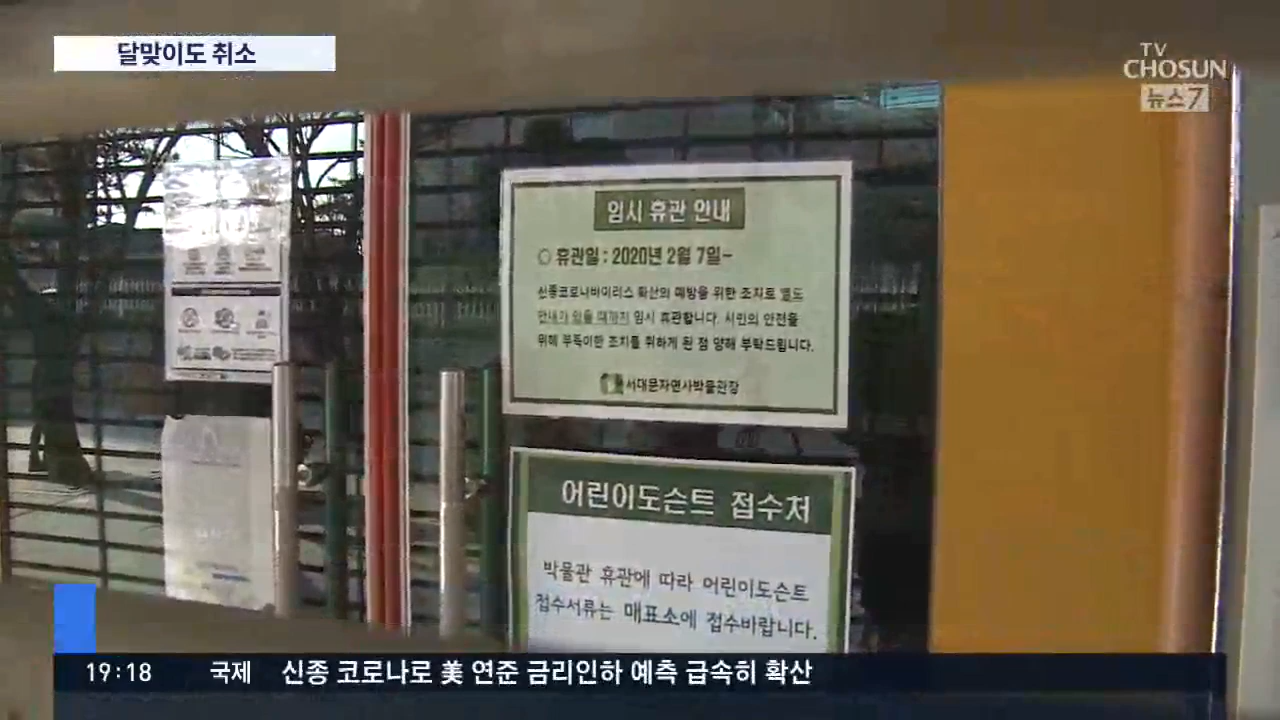 달맞이도 취소
TV
CHOSUN
뉴스7
임시 휴관 안내
○ 휴관일 : 2020년 2월 7일~
신종코로나바이러스 확산의 예방을 위한 조치로 별도
안내가 있을 때까지 임시 휴관합니다. 시민의 안전을
위해 부득이한 조치를 취하게 된 점 양해 부탁드립니다.
서대문자연사박물관장
어린이도슨트 접수처
박물관 휴관에 따라 어린이도슨트
접수서류는 매표소에 접수바랍니다.
19:18 국제 신종 코로나로 美 연준 금리인하 예측 급속히 확산